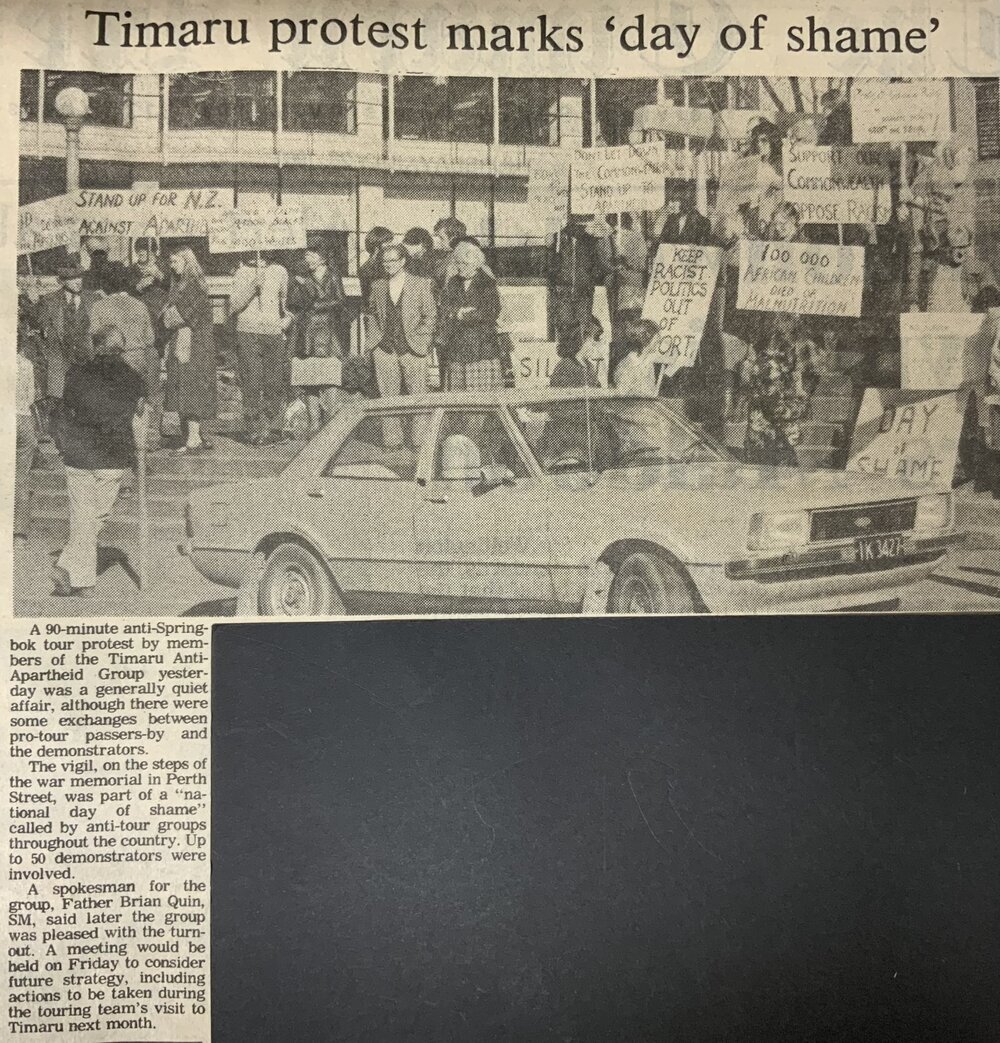 Timaru protest marks ‘day of shame’
STAND UP FOR N.Z.
AGAINST
DON'T LET DOWN
THE COMMONWEALTH
STAND UP TO
SUPPORT OUR
COMMONWEALTH
OPPOSE RACISM
KEEP
RACIST
POLITICS
OUT
OF
SPORT
100 000
AFRICAN CHILDREN
DIED OF
MALNUTRITION
SIL
DAY
of
SHAME
IK3427
A 90-minute anti-Spring-
bok tour protest by mem-
bers of the Timaru Anti-
Apartheid Group yester-
day was a generally quiet
affair, although there were
some exchanges between
pro-tour passers-by and
the demonstrators.
The vigil, on the steps of
the war memorial in Perth
Street, was part of a “na-
tional day of shame”
called by anti-tour groups
throughout the country. Up
to 50 demonstrators were
involved.
A spokesman for the
group, Father Brian Quin,
SM, said later the group
was pleased with the turn-
out. A meeting would be
held on Friday to consider
future strategy, including
actions to be taken during
the touring team’s visit to
Timaru next month.